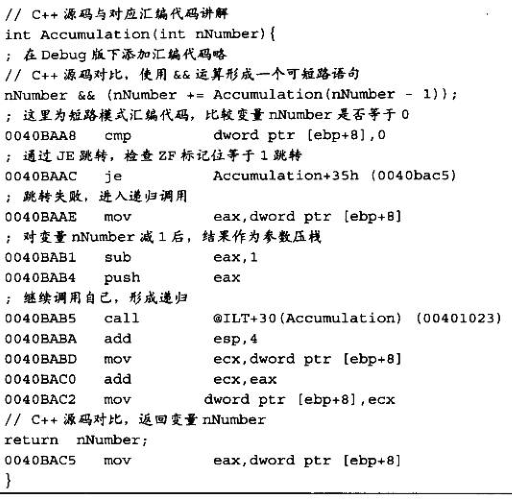 // C++ 源码与对应汇编代码讲解
int Accumulation(int nNumber){
; 在 Debug 版下添加汇编代码略
// C++ 源码对比，使用 && 运算形成一个可短路语句
nNumber && (nNumber += Accumulation(nNumber - 1));
; 这里为短路模式汇编代码，比较变量 nNumber 是否等于 0
0040BAA8 cmp dword ptr [ebp+8],0
; 通过 JE 跳转，检查 ZF 标记位等于 1 跳转
0040BAAC je Accumulation+35h (0040bac5)
; 跳转失败，进入递归调用
0040BAAE mov eax,dword ptr [ebp+8]
; 对变量 nNumber 减 1 后，结果作为参数压栈
0040BAB1 sub eax,1
0040BAB4 push eax
; 继续调用自己，形成递归
0040BAB5 call @ILT+30(Accumulation) (00401023)
0040BABA add esp,4
0040BABD mov ecx,dword ptr [ebp+8]
0040BAC0 add ecx,eax
0040BAC2 mov dword ptr [ebp+8],ecx
// C++ 源码对比，返回变量 nNumber
return nNumber;
0040BAC5 mov eax,dword ptr [ebp+8]
}